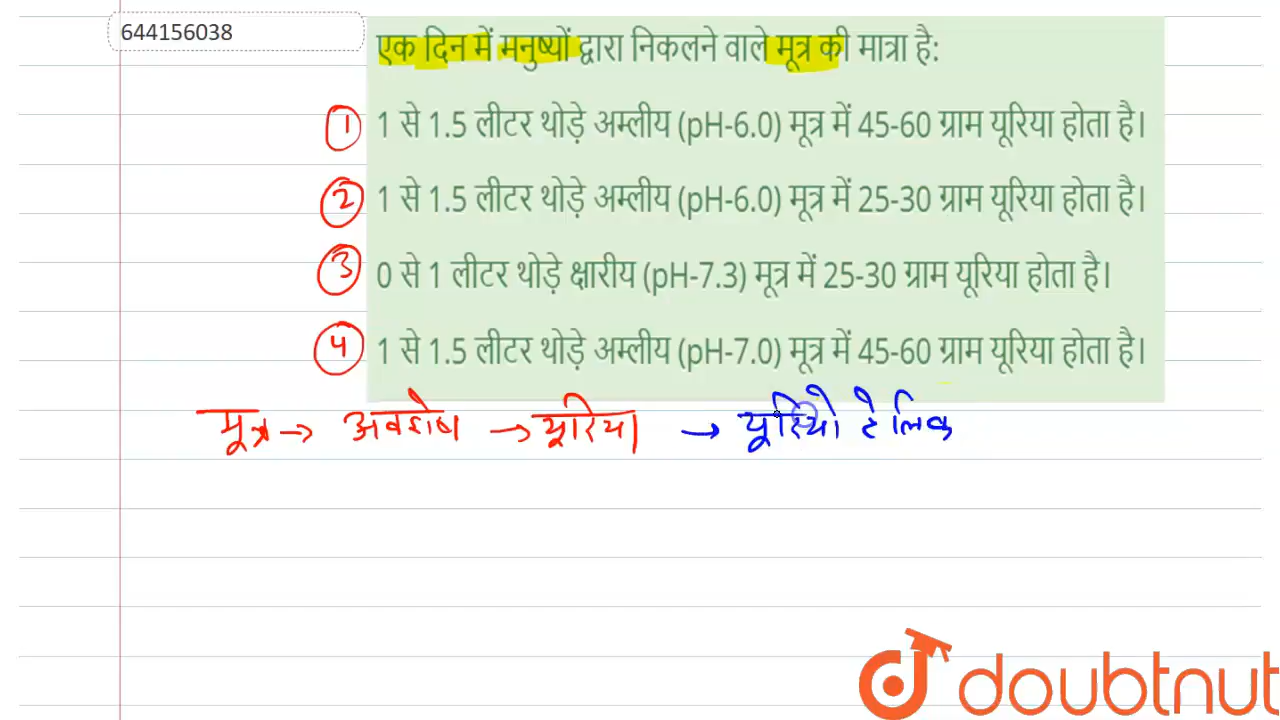 644156038
एक दिन में मनुष्यों द्वारा निकलने वाले मूत्र की मात्रा है:
1 1 से 1.5 लीटर थोड़े अम्लीय (pH-6.0) मूत्र में 45-60 ग्राम यूरिया होता है।
2 1 से 1.5 लीटर थोड़े अम्लीय (pH-6.0) मूत्र में 25-30 ग्राम यूरिया होता है।
3 0 से 1 लीटर थोड़े क्षारीय (pH-7.3) मूत्र में 25-30 ग्राम यूरिया होता है।
4 1 से 1.5 लीटर थोड़े अम्लीय (pH-7.0) मूत्र में 45-60 ग्राम यूरिया होता है।
मूत्र → अवशेष → यूरिया → यूरियो टेलिक
doubtnut